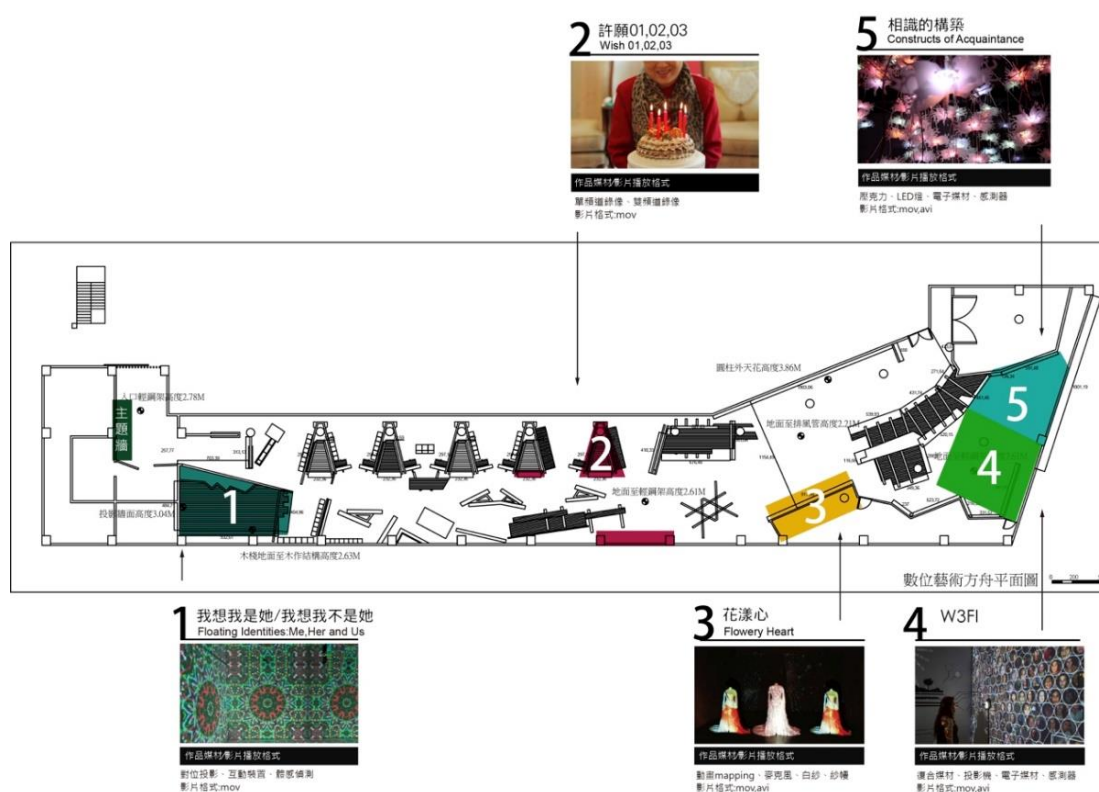 2 許願01,02,03
Wish 01,02,03
作品媒材/影片播放格式
單頻道錄像、雙頻道錄像
影片格式:mov
5 相識的構築
Constructs of Acquaintance
作品媒材/影片播放格式
壓克力、LED燈、電子媒材、感測器
影片格式:mov,avi
圓柱外天花高度3.86M
入口輕鋼架高度2.78M
主題牆
地面至排風管高度2.21M
5
2
4
地面至輕鋼架高度2.61M
1
3
投影牆面高度3.04M
木棧地面至木作結構高度2.63M
數位藝術方舟平面圖
1 我想我是她/我想我不是她
Floating Identities:Me,Her and Us
作品媒材/影片播放格式
對位投影、互動裝置、體感偵測
影片格式:mov
3 花漾心
Flowery Heart
作品媒材/影片播放格式
動畫mapping、麥克風、白紗、紗幔
影片格式:mov,avi
4 W3FI
作品媒材/影片播放格式
複合媒材、投影機、電子媒材、感測器
影片格式:mov,avi